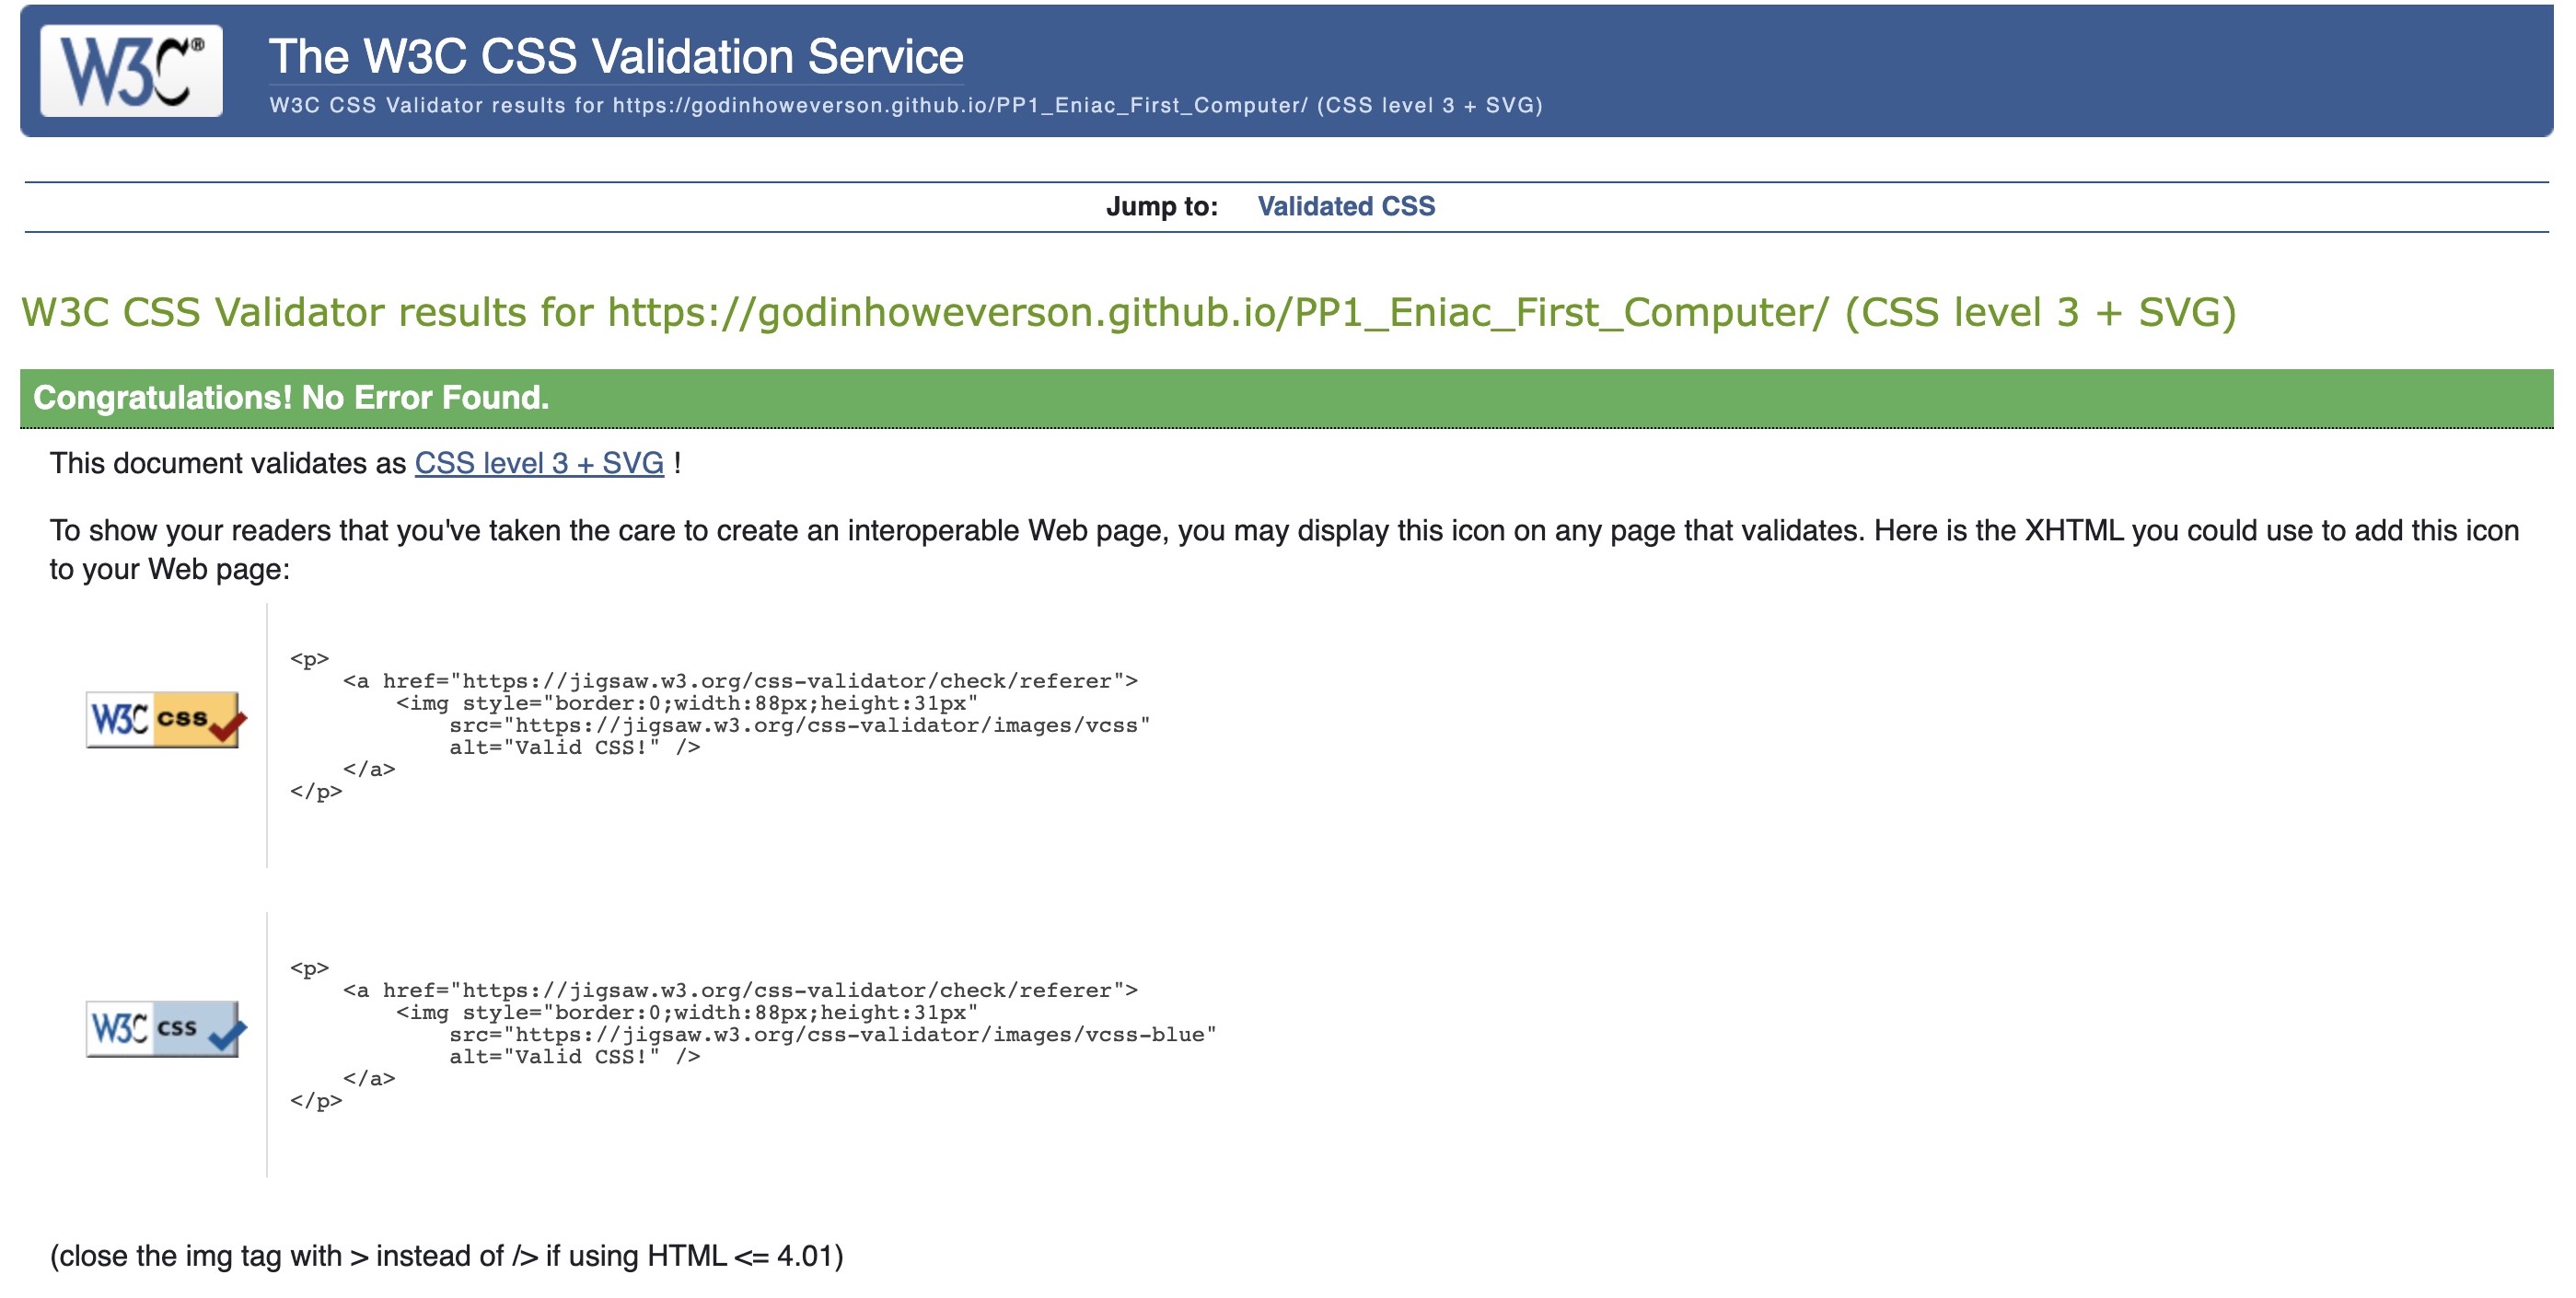 W3C®
The W3C CSS Validation Service
W3C CSS Validator results for https://godinhoweverson.github.io/PP1_Eniac_First_Computer/ (CSS level 3 + SVG)
Jump to: Validated CSS
W3C CSS Validator results for https://godinhoweverson.github.io/PP1_Eniac_First_Computer/ (CSS level 3 + SVG)
Congratulations! No Error Found.
This document validates as CSS level 3 + SVG !
To show your readers that you've taken the care to create an interoperable Web page, you may display this icon on any page that validates. Here is the XHTML you could use to add this icon
to your Web page:
W3C css
<p>
    <a href="https://jigsaw.w3.org/css-validator/check/referer">
        <img style="border:0;width:88px;height:31px"
            src="https://jigsaw.w3.org/css-validator/images/vcss"
            alt="Valid CSS!" />
    </a>
</p>
W3C css
<p>
    <a href="https://jigsaw.w3.org/css-validator/check/referer">
        <img style="border:0;width:88px;height:31px"
            src="https://jigsaw.w3.org/css-validator/images/vcss-blue"
            alt="Valid CSS!" />
    </a>
</p>
(close the img tag with > instead of /> if using HTML <= 4.01)